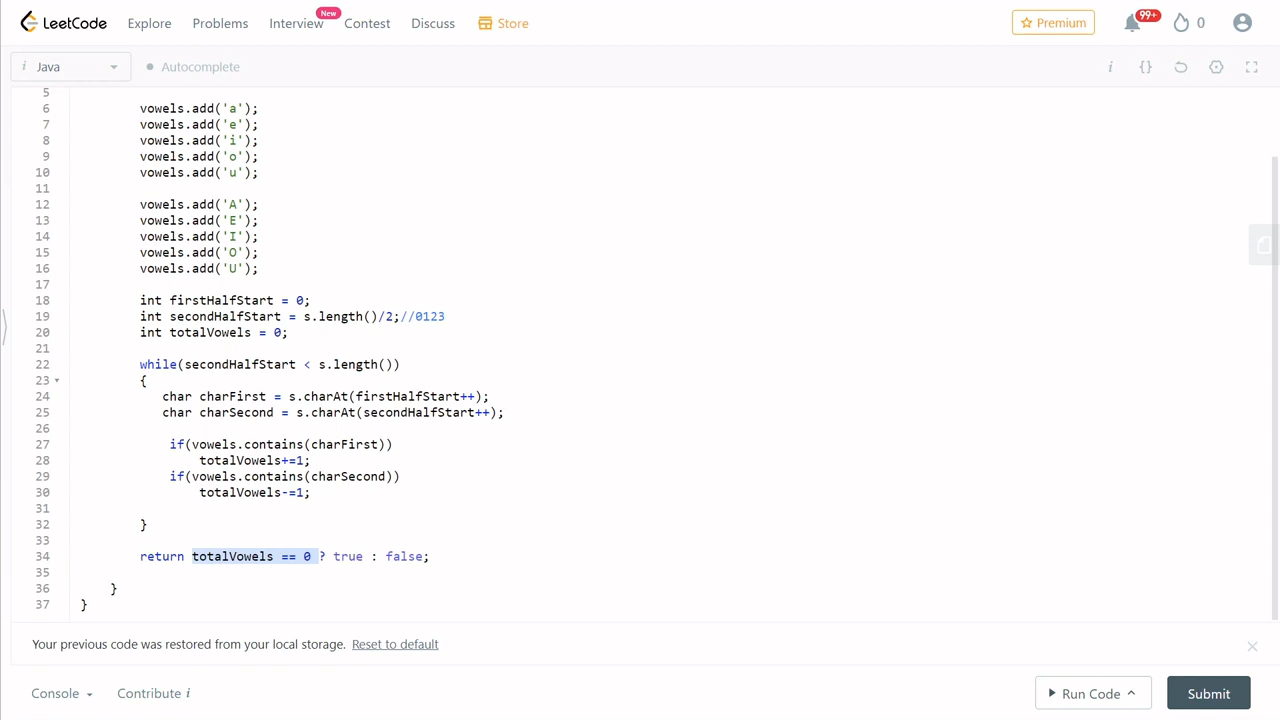 LeetCode Explore Problems Interview New Contest Discuss Store Premium 99+ 0
i Java Autocomplete i {}
5
6 vowels.add('a');
7 vowels.add('e');
8 vowels.add('i');
9 vowels.add('o');
10 vowels.add('u');
11
12 vowels.add('A');
13 vowels.add('E');
14 vowels.add('I');
15 vowels.add('O');
16 vowels.add('U');
17
18 int firstHalfStart = 0;
19 int secondHalfStart = s.length()/2;//0123
20 int totalVowels = 0;
21
22 while(secondHalfStart < s.length())
23 {
24 char charFirst = s.charAt(firstHalfStart++);
25 char charSecond = s.charAt(secondHalfStart++);
26
27 if(vowels.contains(charFirst))
28 totalVowels+=1;
29 if(vowels.contains(charSecond))
30 totalVowels-=1;
31
32 }
33
34 return totalVowels == 0 ? true : false;
35
36 }
37 }
Your previous code was restored from your local storage. Reset to default
Console Contribute i Run Code Submit